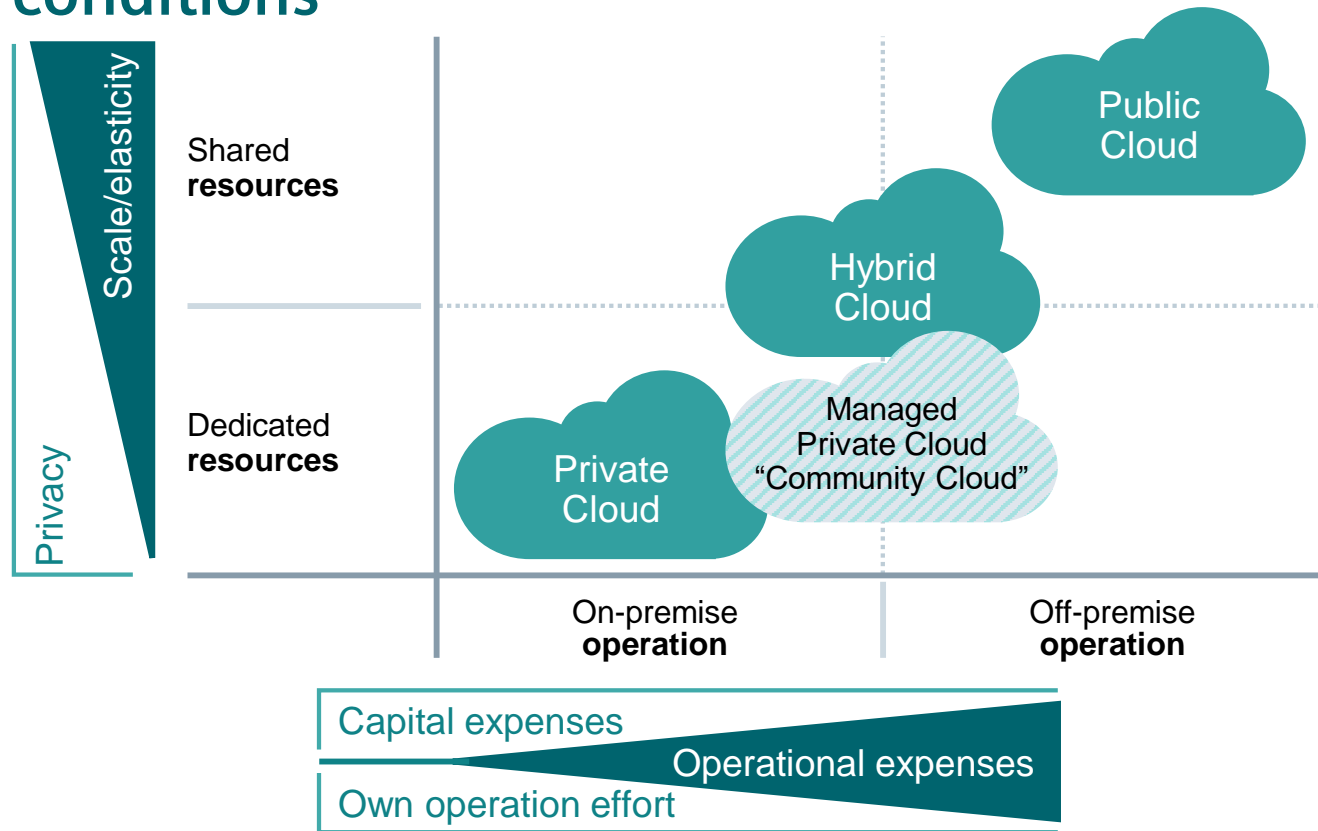 conditions
Scale/elasticity
Privacy
Shared
resources
Dedicated
resources
Public
Cloud
Hybrid
Cloud
Managed
Private Cloud
“Community Cloud”
Private
Cloud
On-premise
operation
Off-premise
operation
Capital expenses
Operational expenses
Own operation effort